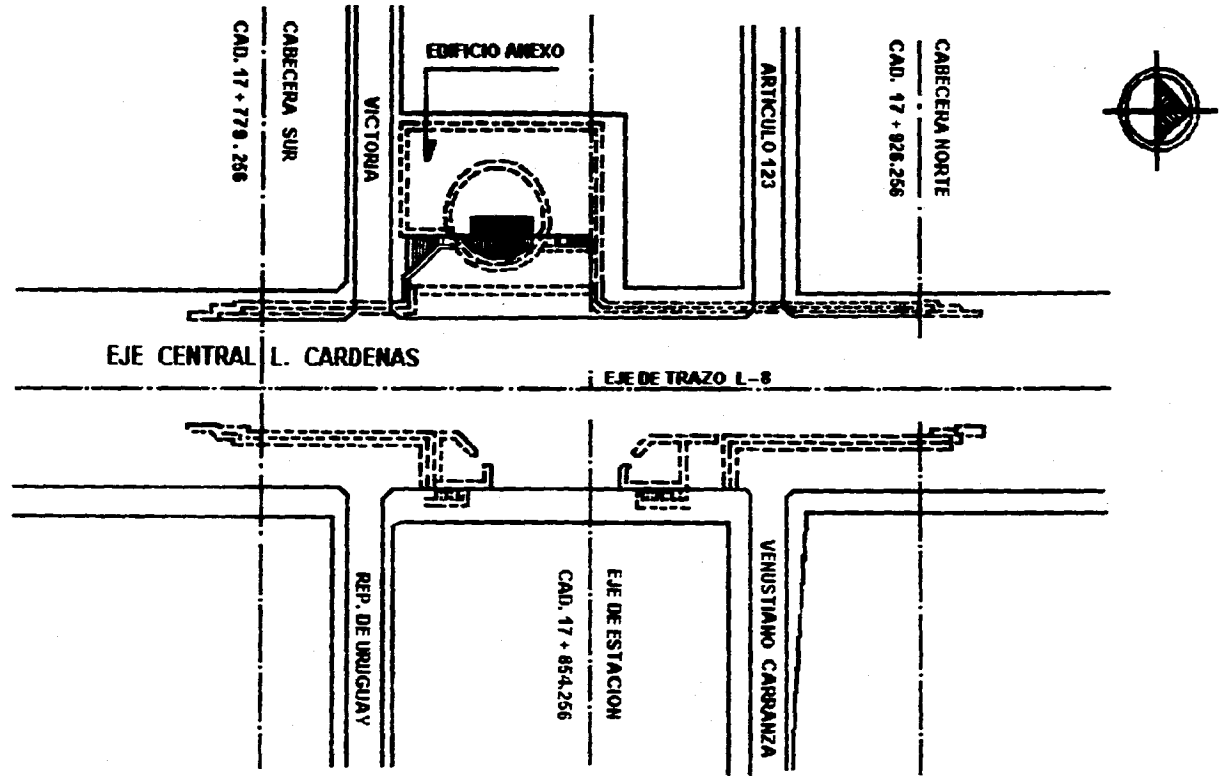 CABECERA SUR
CAD. 17 + 779 . 256
VICTORIA
EDIFICIO ANEXO
ARTICULO 123
CABECERA NORTE
CAD. 17 + 926.256
EJE CENTRAL L. CARDENAS
EJE DE TRAZO L-8
REP. DE URUGUAY
EJE DE ESTACION
CAD. 17 + 854.256
VENUSTIANO CARRANZA